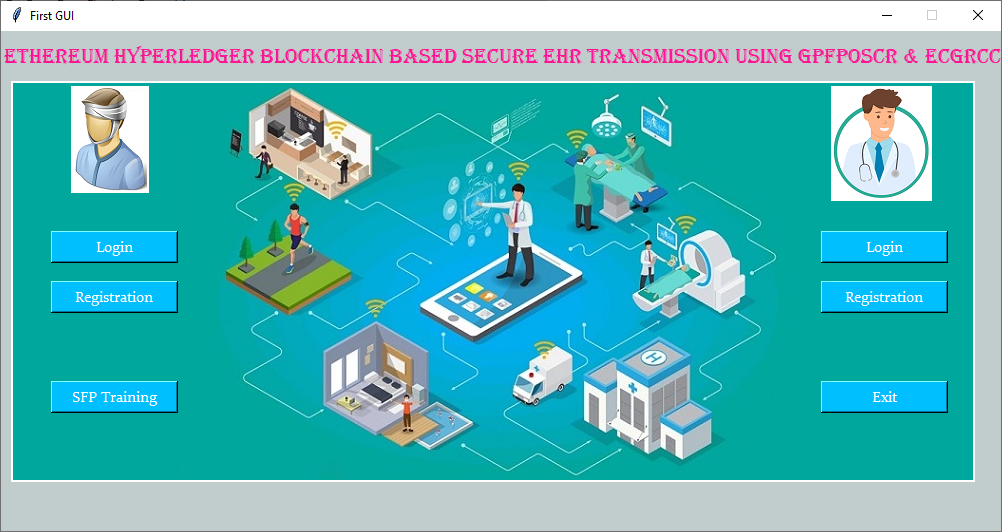 First GUI
ETHEREUM HYPERLEDGER BLOCKCHAIN BASED SECURE EHR TRANSMISSION USING GPFPOSCR & ECGRCC
Login
Login
Registration
Registration
H
SFP Training
Exit